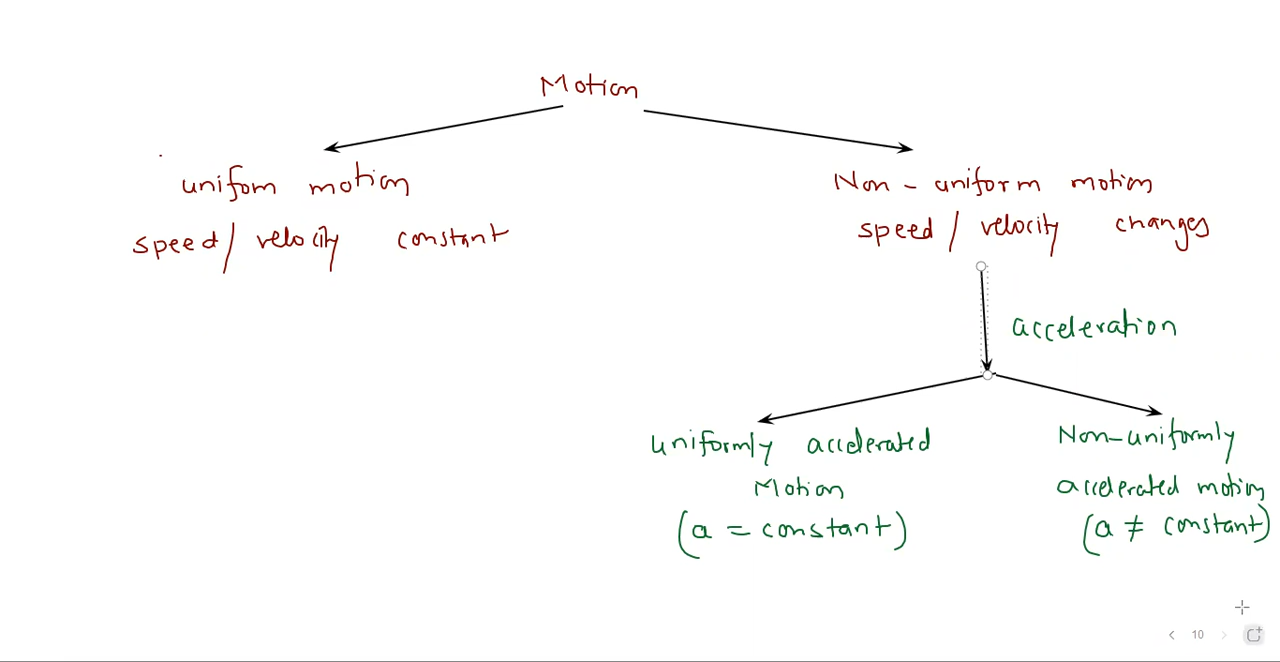 Motion
unifom motion
speed / velocity constant
Non - uniform motion
speed / velocity changes
acceleration
uniformly accelerated
Motion
(a = constant)
Non-uniformly
accelerated motion
(a ≠ constant)
10